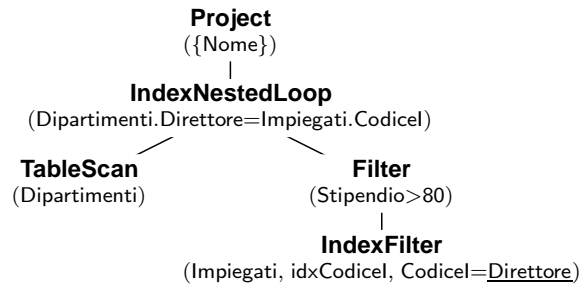 Project
({Nome})
IndexNestedLoop
(Dipartimenti.Direttore=Impiegati.CodiceI)
TableScan
(Dipartimenti)
Filter
(Stipendio>80)
IndexFilter
(Impiegati, idxCodiceI, CodiceI=Direttore)